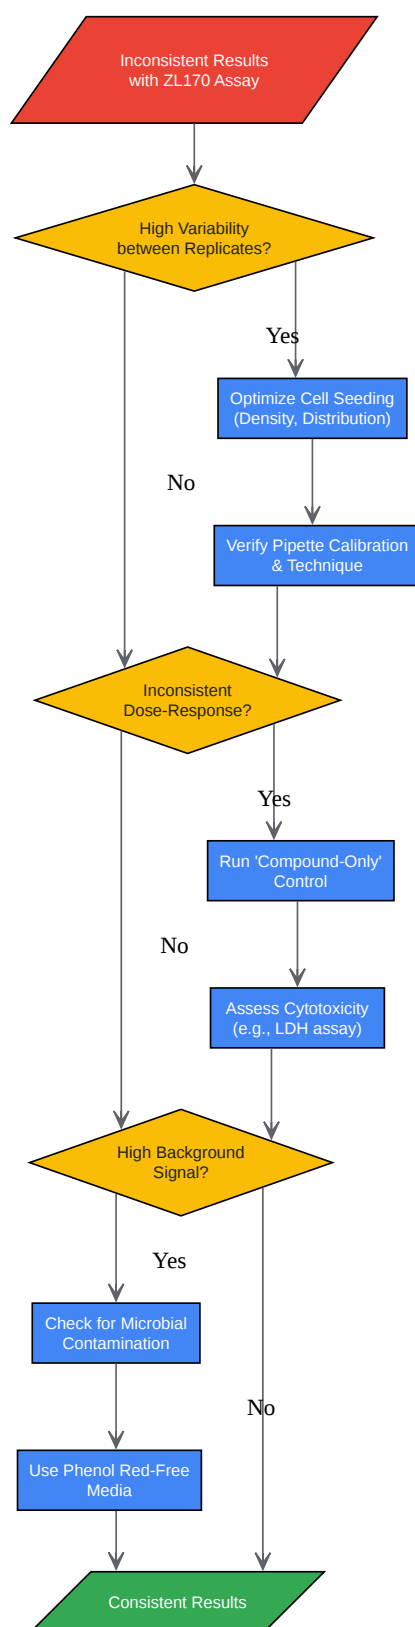 Inconsistent Results
with ZL170 Assay
High Variability
between Replicates?
Yes
Optimize Cell Seeding
(Density, Distribution)
No
Verify Pipette Calibration
& Technique
Inconsistent
Dose-Response?
Yes
Run 'Compound-Only'
Control
No
Assess Cytotoxicity
(e.g., LDH assay)
High Background
Signal?
Yes
Check for Microbial
Contamination
No
Use Phenol Red-Free
Media
Consistent Results